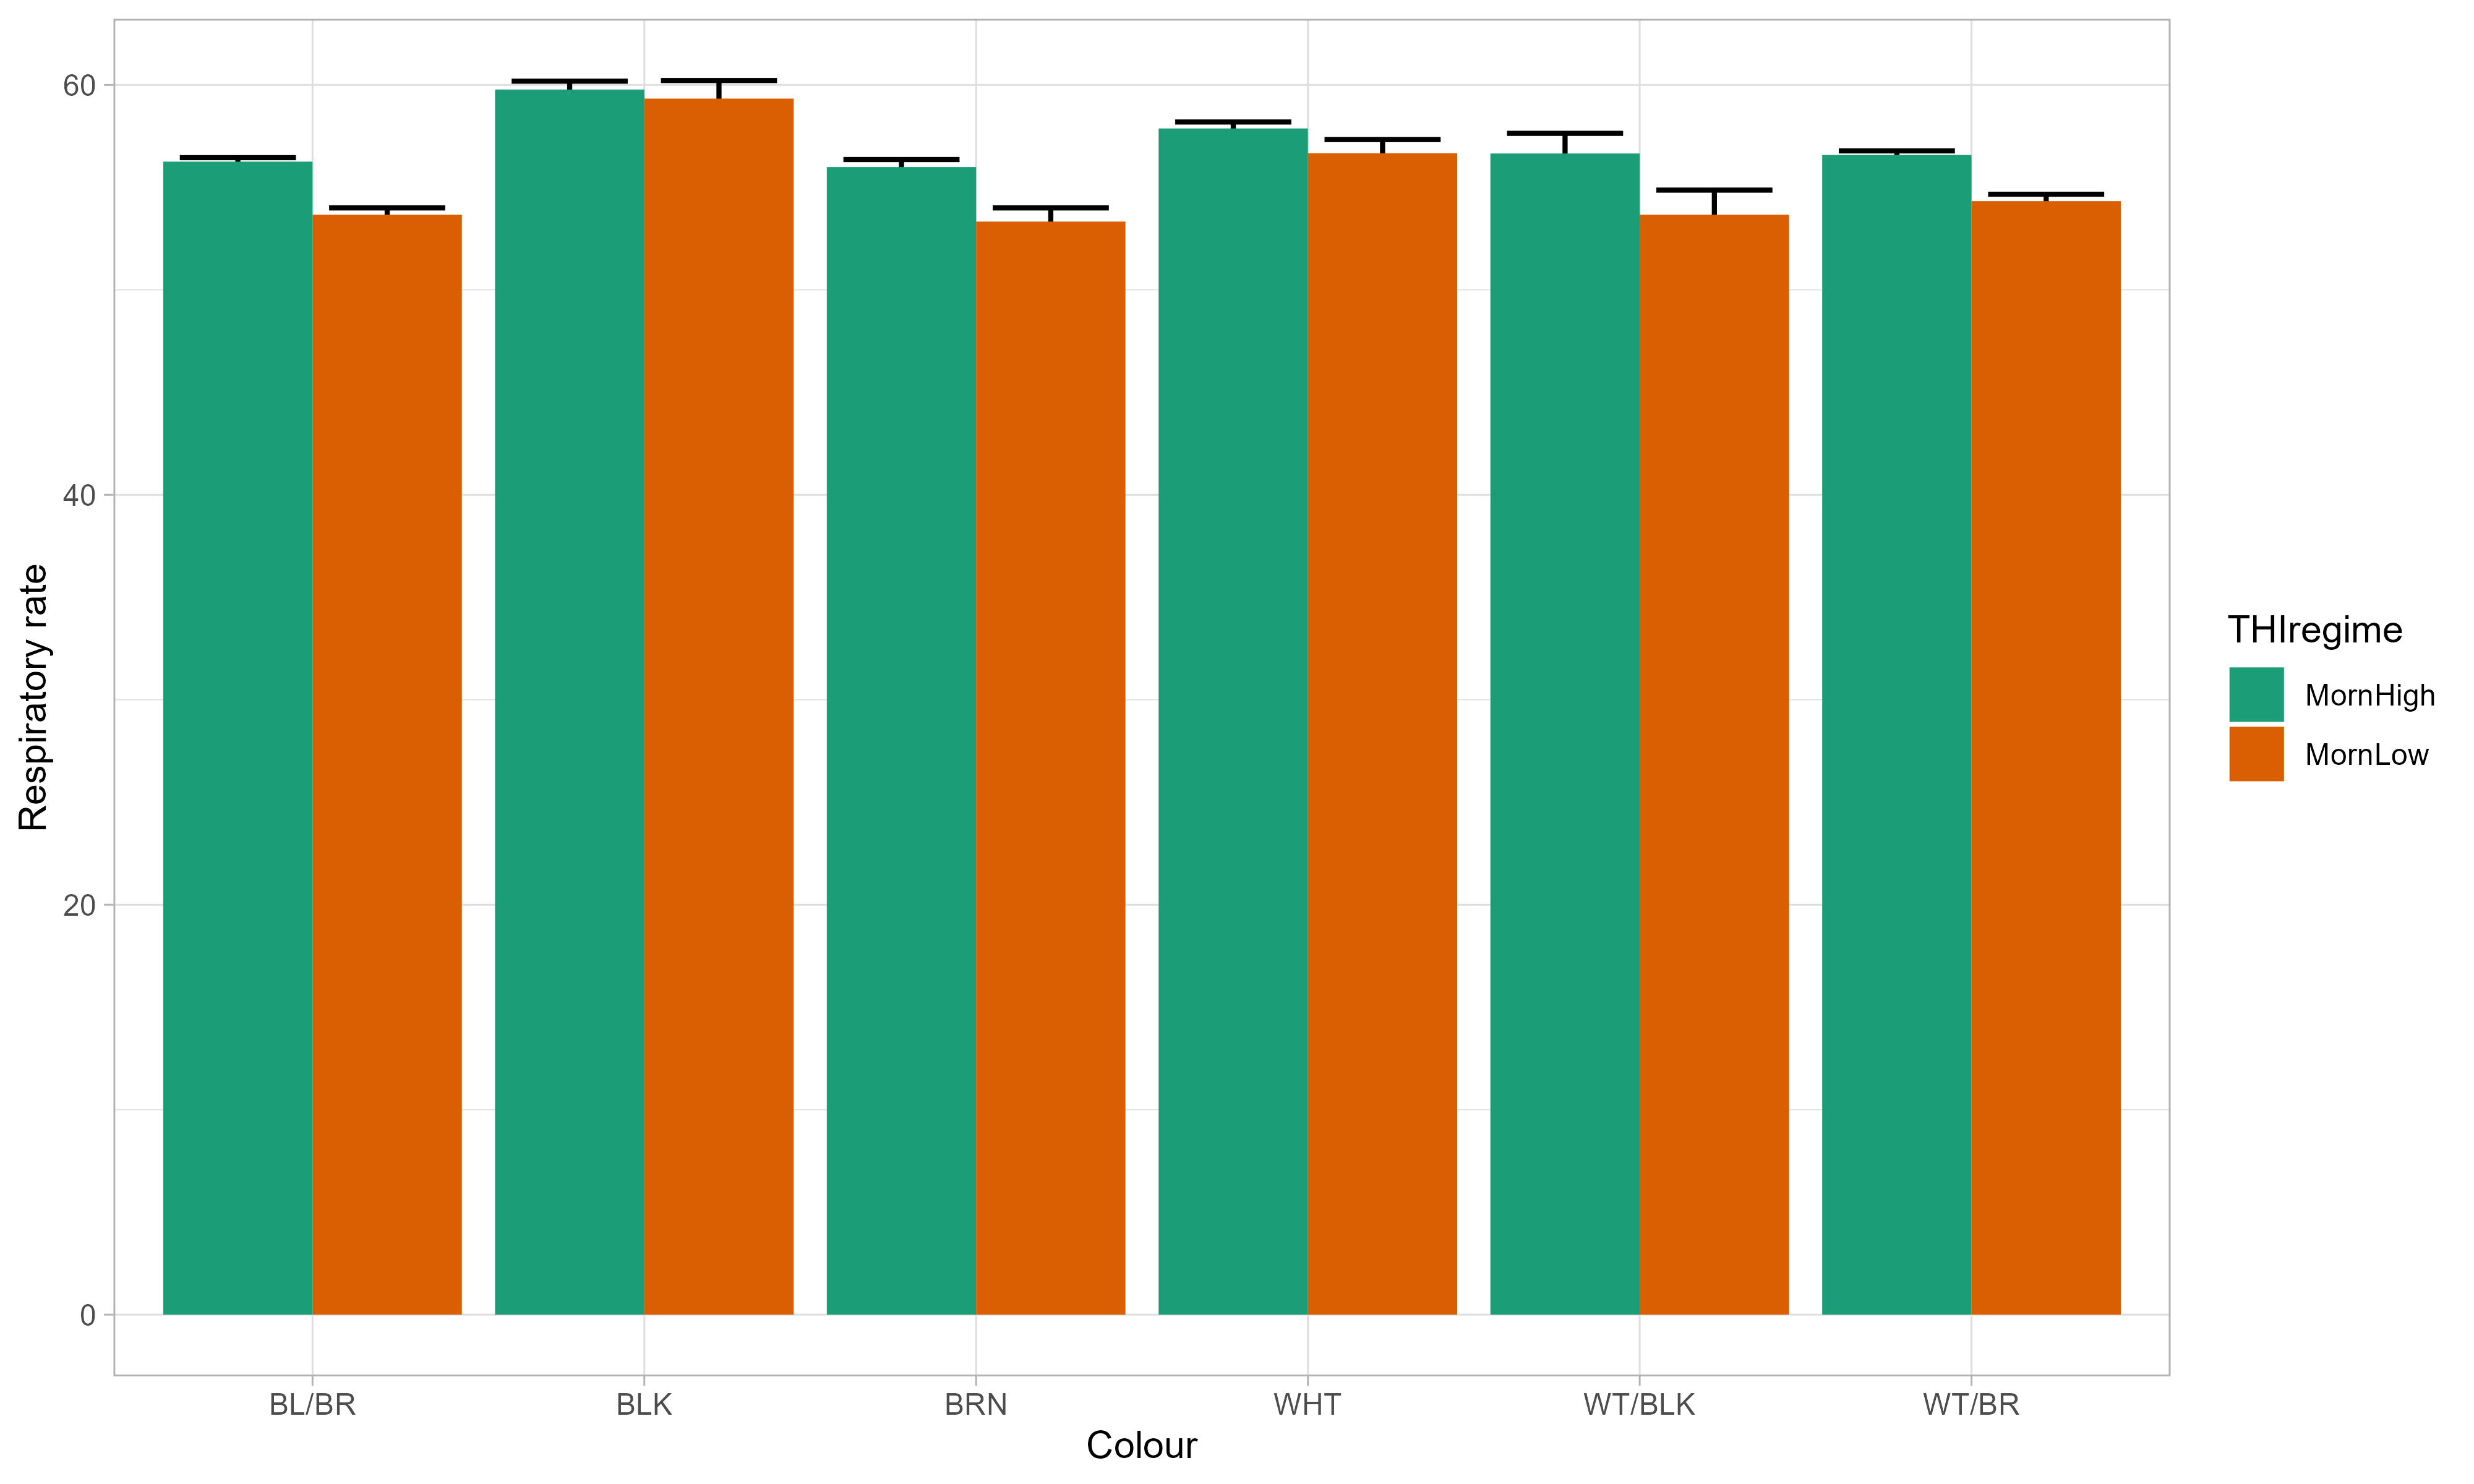 60
40
20
0
Respiratory rate
BL/BR
BLK
BRN
WHT
WT/BLK
WT/BR
Colour
THIregime
MornHigh
MornLow